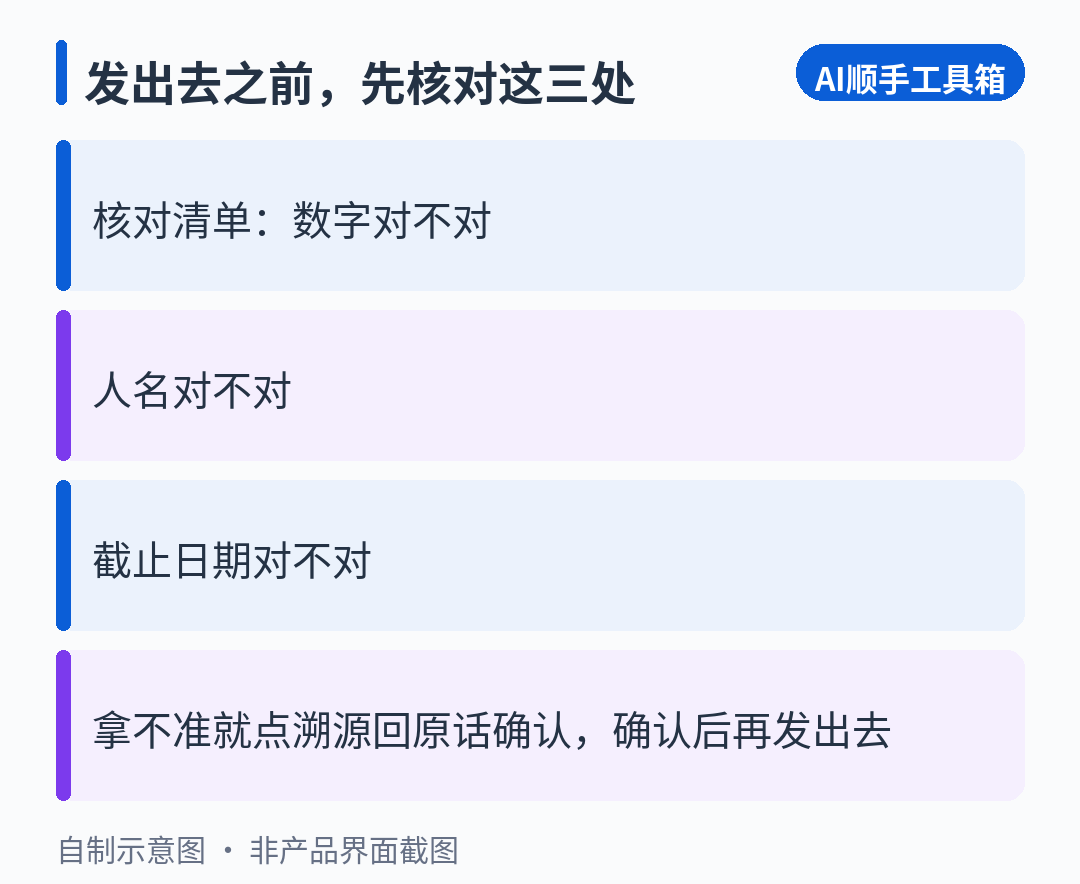 发出去之前，先核对这三处
AI顺手工具箱
核对清单：数字对不对
人名对不对
截止日期对不对
拿不准就点溯源回原话确认，确认后再发出去
自制示意图 · 非产品界面截图